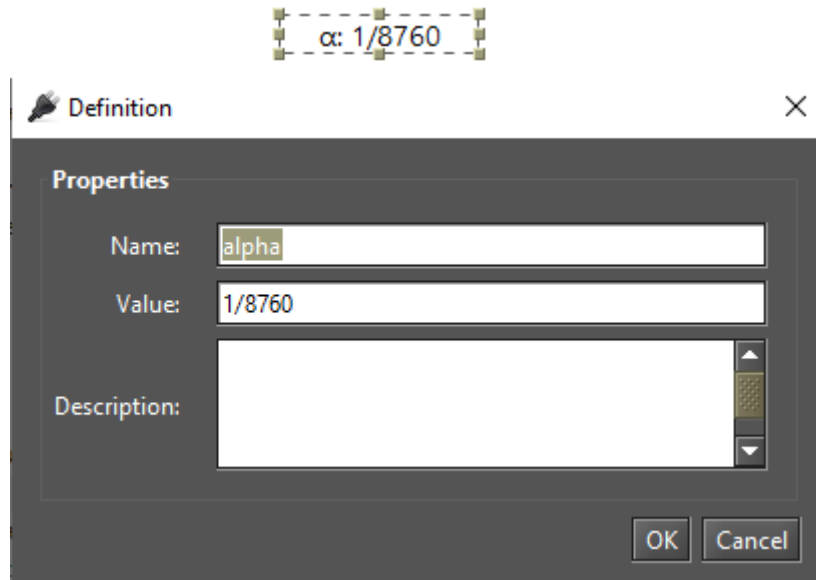 α: 1/8760
Definition
Properties
Name: alpha
Value: 1/8760
Description:
OK Cancel